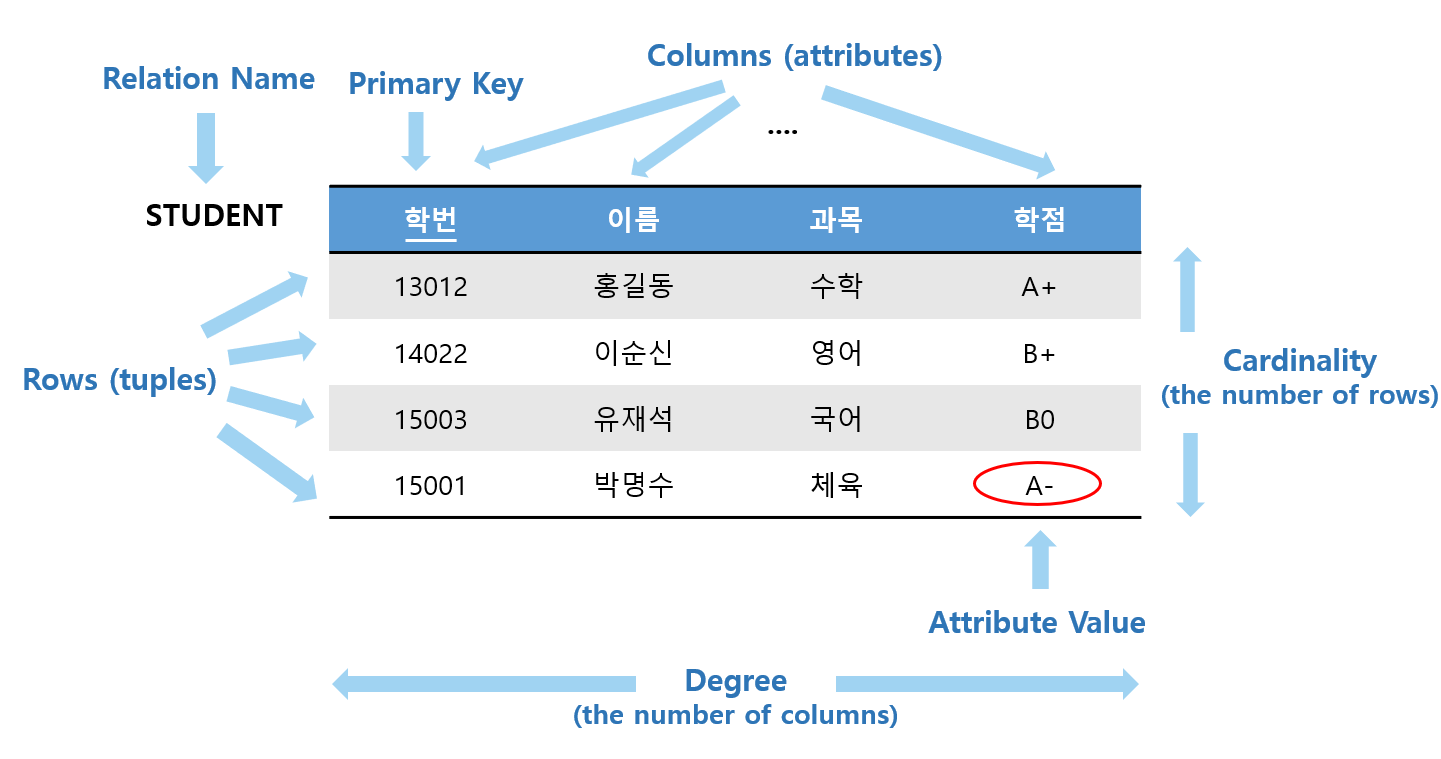 Columns (attributes)
Relation Name
Primary Key
....
STUDENT
학번 이름 과목 학점
13012 홍길동 수학 A+
14022 이순신 영어 B+
15003 유재석 국어 B0
15001 박명수 체육 A-
Rows (tuples)
Cardinality
(the number of rows)
Attribute Value
Degree
(the number of columns)